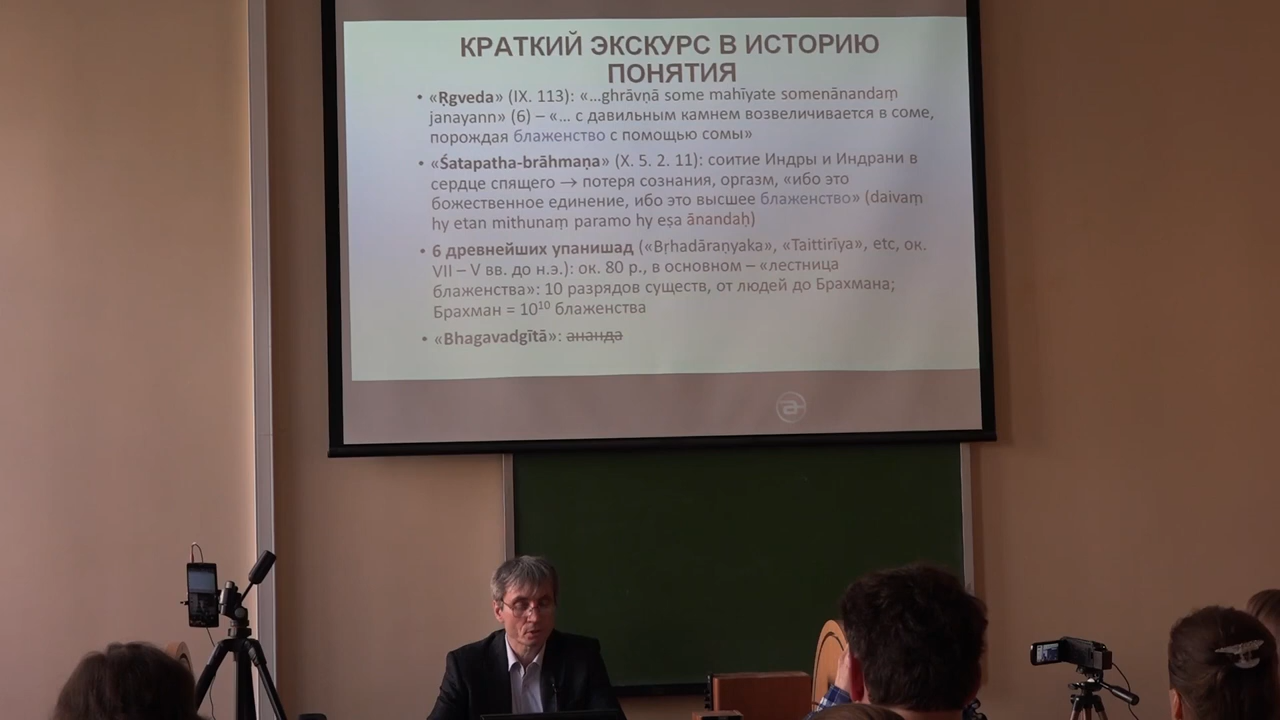 КРАТКИЙ ЭКСКУРС В ИСТОРИЮ
ПОНЯТИЯ
• «Ṛgveda» (IX. 113): «…ghrāvṇā some mahīyate somenānandaṃ
janayann» (6) – «… с давильным камнем возвеличивается в соме,
порождая блаженство с помощью сомы»
• «Śatapatha-brāhmaṇa» (X. 5. 2. 11): соитие Индры и Индрани в
сердце спящего → потеря сознания, оргазм, «ибо это
божественное единение, ибо это высшее блаженство» (daivaṃ
hy etan mithunaṃ paramo hy eṣa ānandaḥ)
• 6 древнейших упанишад («Bṛhadāraṇyaka», «Taittirīya», etc, ок.
VII – V вв. до н.э.): ок. 80 р., в основном – «лестница
блаженства»: 10 разрядов существ, от людей до Брахмана;
Брахман = 10¹⁰ блаженства
• «Bhagavadgītā»: ананда